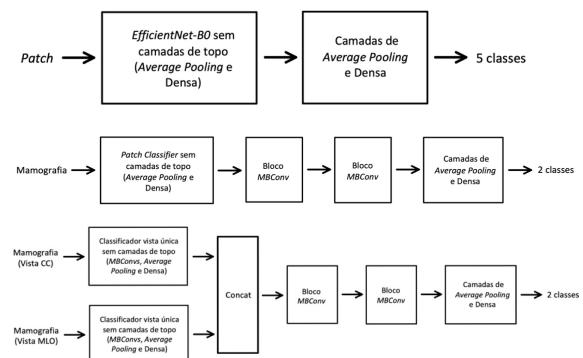 Patch
EfficientNet-B0 sem
camadas de topo
(Average Pooling e
Densa)
Camadas de
Average Pooling
e Densa
5 classes
Mamografia
Patch Classifier sem
camadas de topo
(Average Pooling e
Densa)
Bloco
MBConv
Bloco
MBConv
Camadas de
Average Pooling
e Densa
2 classes
Mamografia
(Vista CC)
Classificador vista única
sem camadas de topo
(MBConvs, Average
Pooling e Densa)
Mamografia
(Vista MLO)
Classificador vista única
sem camadas de topo
(MBConvs, Average
Pooling e Densa)
Concat
Bloco
MBConv
Bloco
MBConv
Camadas de
Average Pooling
e Densa
2 classes